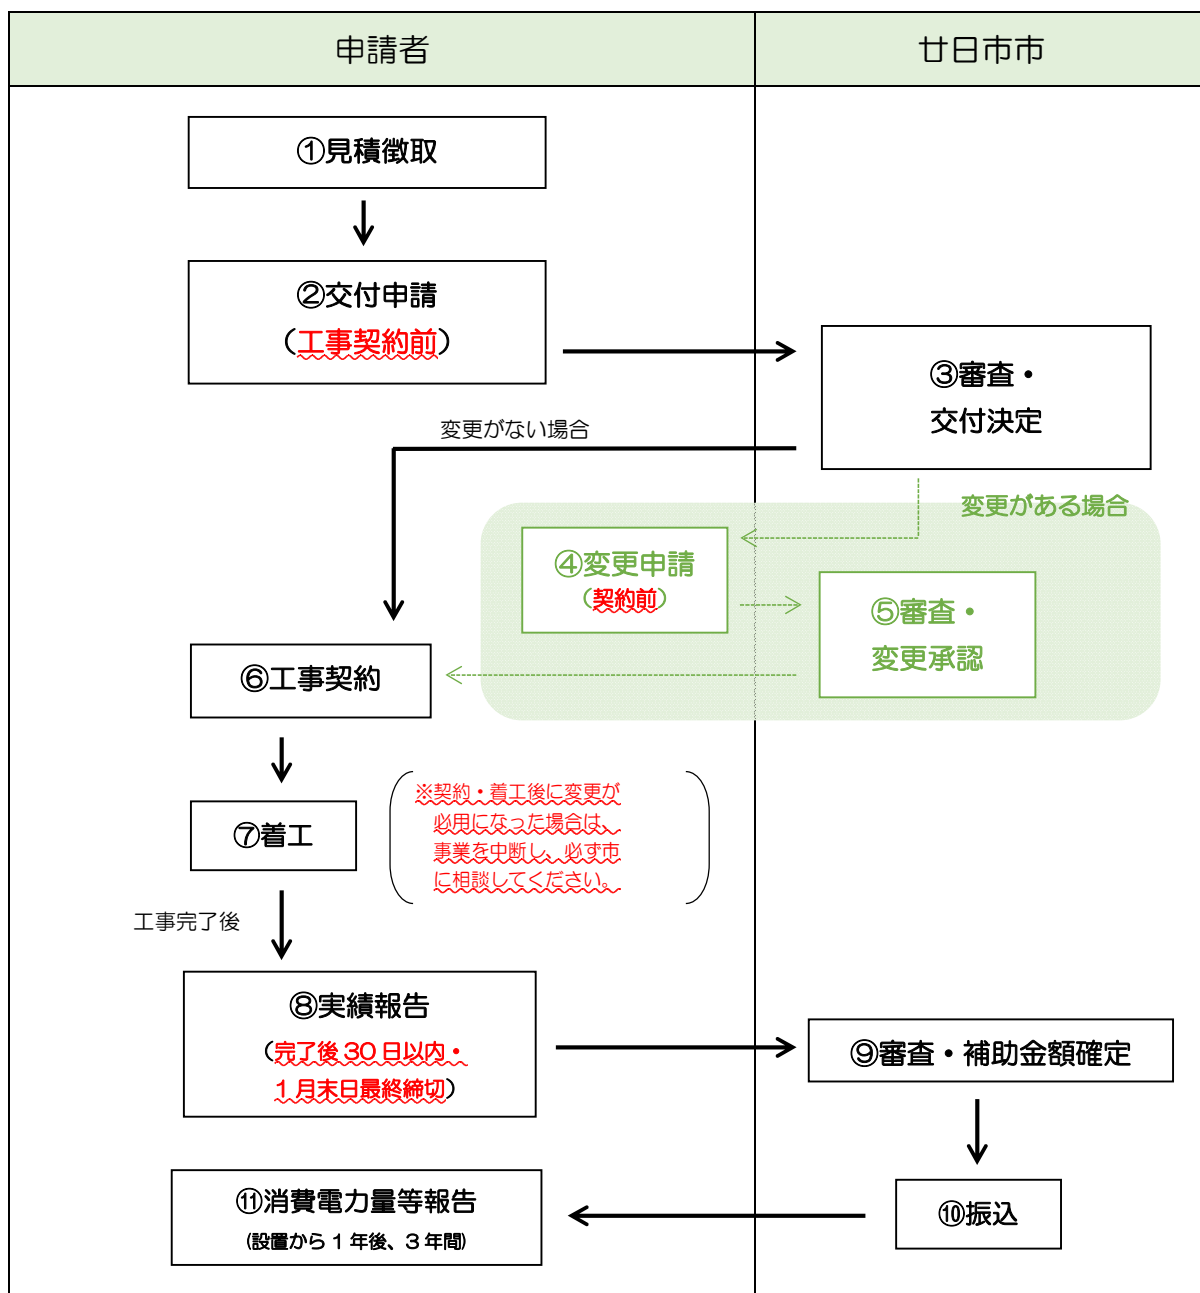 申請者
廿日市市
①見積徴取
②交付申請
（工事契約前）
③審査・
交付決定
変更がない場合
変更がある場合
④変更申請
（契約前）
⑤審査・
変更承認
⑥工事契約
⑦着工
※契約・着工後に変更が
必用になった場合は、
事業を中断し、必ず市
に相談してください。
工事完了後
⑧実績報告
（完了後 30 日以内・
１月末日最終締切）
⑨審査・補助金額確定
⑩振込
⑪消費電力量等報告
(設置から 1 年後、3 年間)